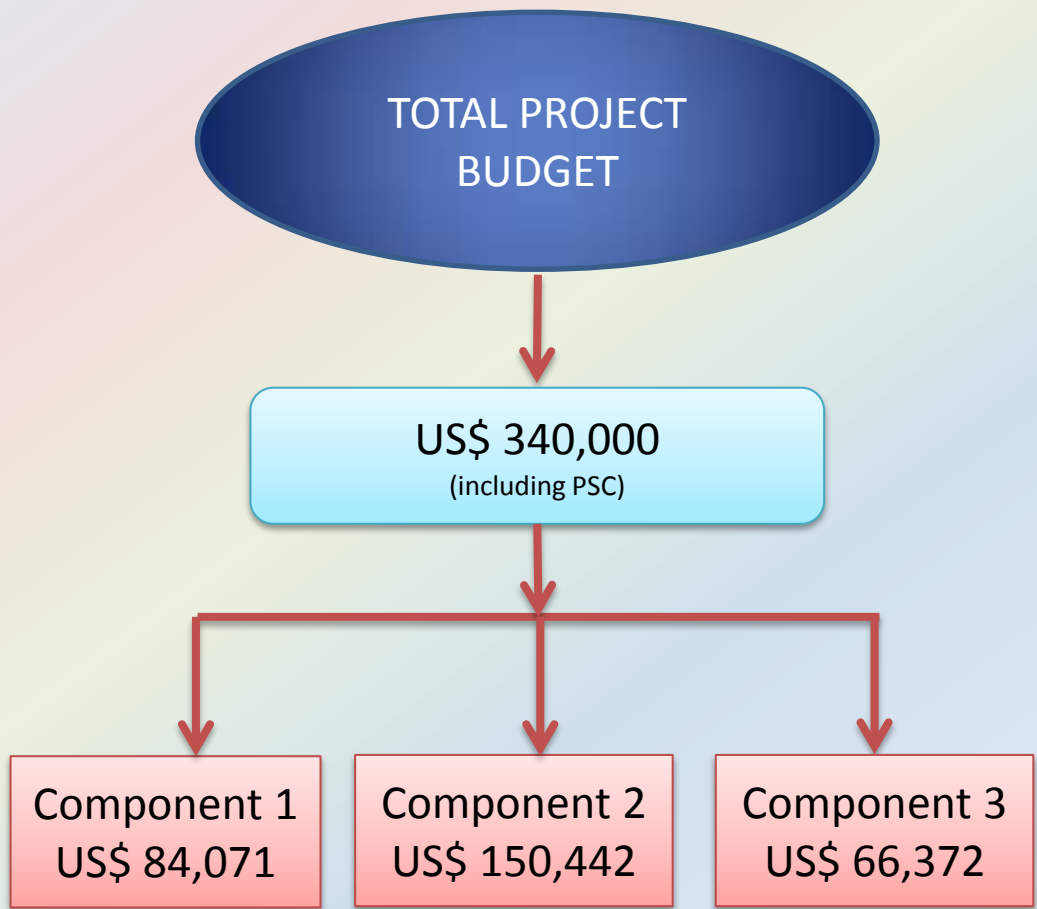 TOTAL PROJECT
BUDGET
US$ 340,000
(including PSC)
Component 1
US$ 84,071
Component 2
US$ 150,442
Component 3
US$ 66,372